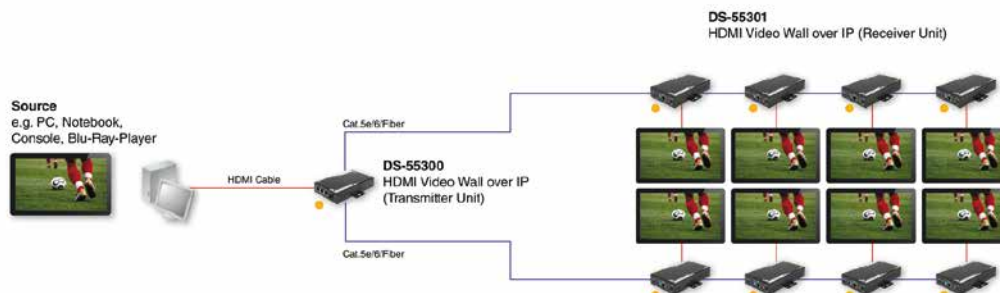 DS-55301
HDMI Video Wall over IP (Receiver Unit)
Source
e.g. PC, Notebook,
Console, Blu-Ray-Player
Cat.5e/6/Fiber
HDMI Cable
DS-55300
HDMI Video Wall over IP
(Transmitter Unit)
Cat.5e/6/Fiber